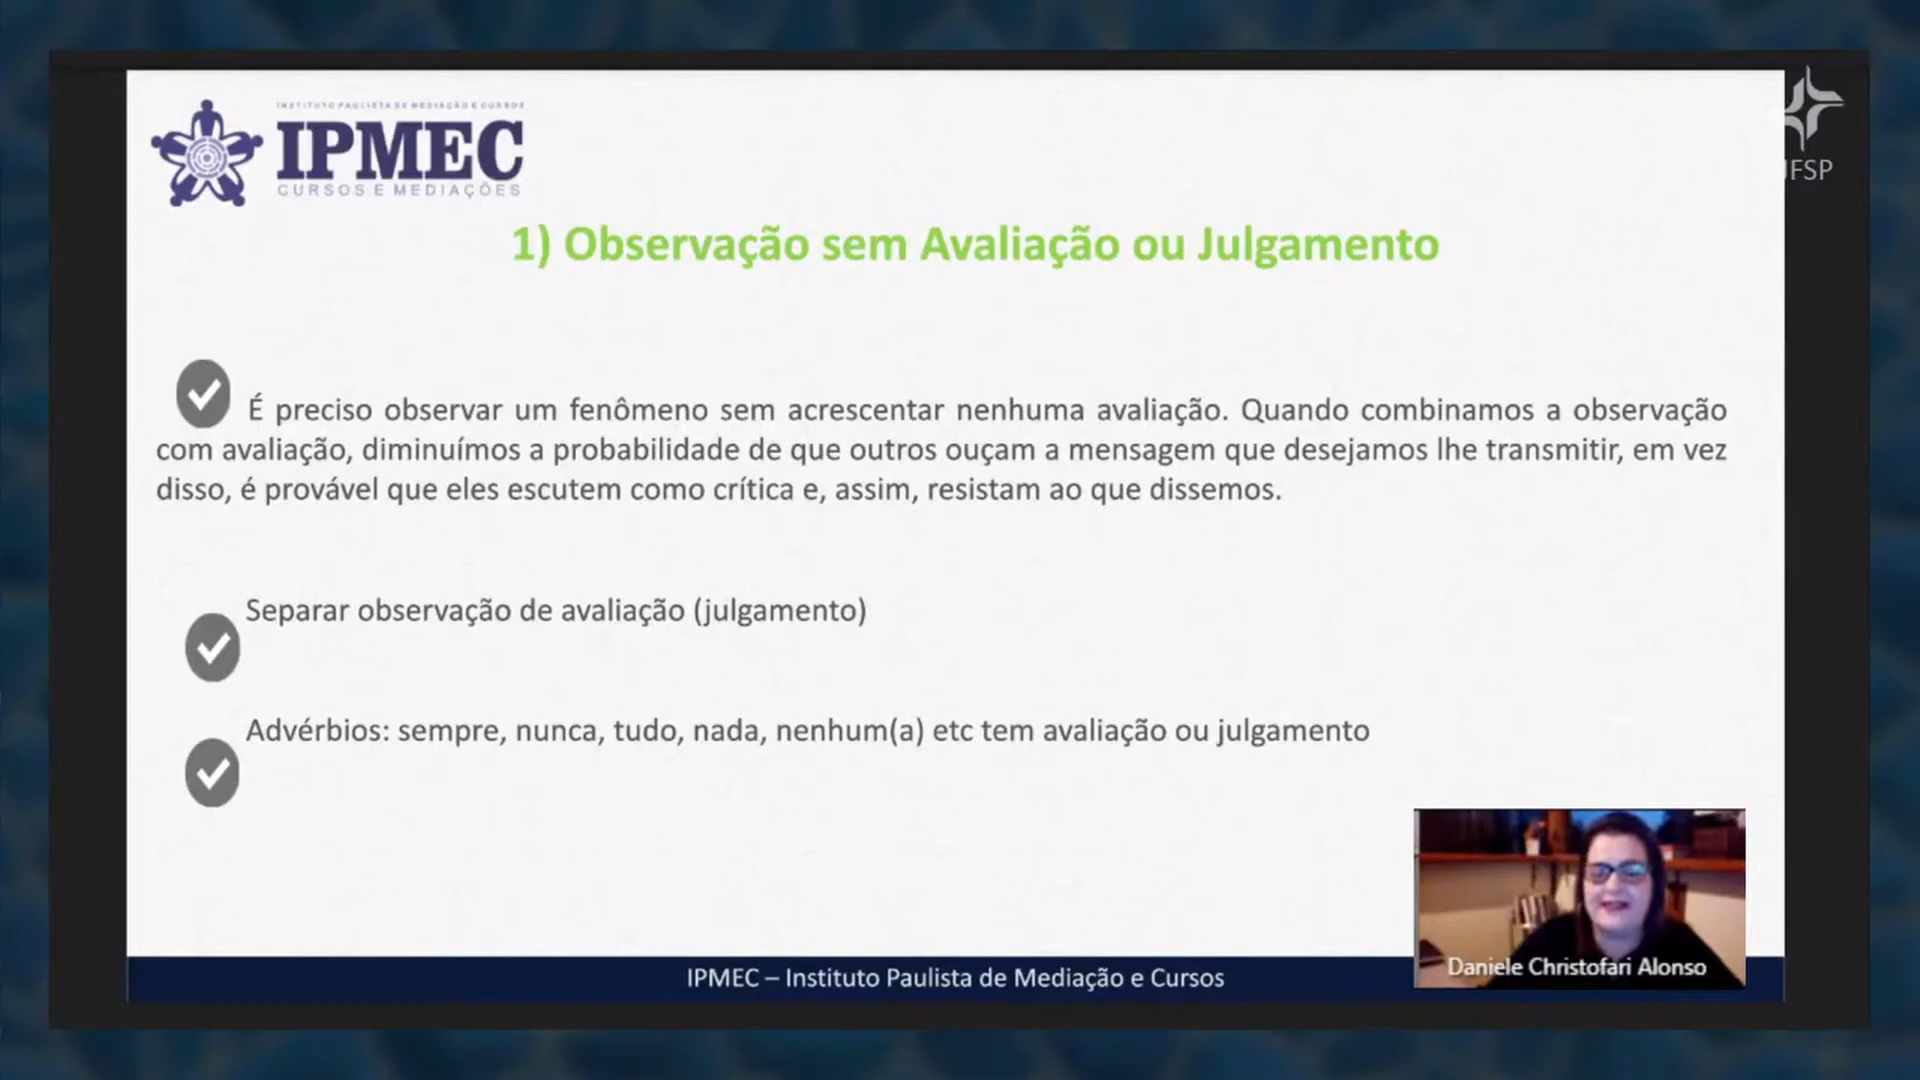 INSTITUTO PAULISTA DE MEDIAÇÃO E CURSOS
IPMEC
CURSOS E MEDIAÇÕES
JFSP
1) Observação sem Avaliação ou Julgamento
É preciso observar um fenômeno sem acrescentar nenhuma avaliação. Quando combinamos a observação
com avaliação, diminuímos a probabilidade de que outros ouçam a mensagem que desejamos lhe transmitir, em vez
disso, é provável que eles escutem como crítica e, assim, resistam ao que dissemos.
Separar observação de avaliação (julgamento)
Advérbios: sempre, nunca, tudo, nada, nenhum(a) etc tem avaliação ou julgamento
Daniele Christofari Alonso
IPMEC – Instituto Paulista de Mediação e Cursos